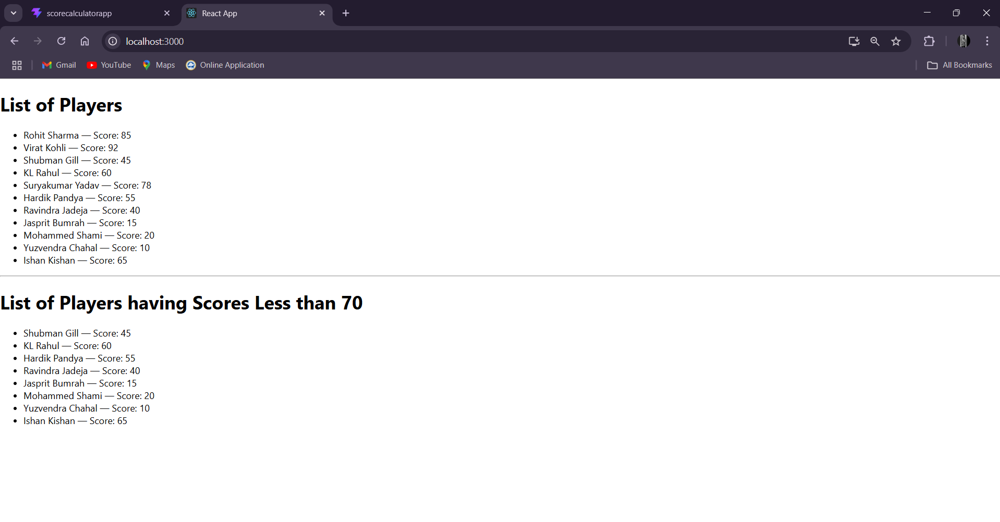 scorecalculatorapp
React App
localhost:3000
Gmail YouTube Maps Online Application All Bookmarks
List of Players
• Rohit Sharma — Score: 85
• Virat Kohli — Score: 92
• Shubman Gill — Score: 45
• KL Rahul — Score: 60
• Suryakumar Yadav — Score: 78
• Hardik Pandya — Score: 55
• Ravindra Jadeja — Score: 40
• Jasprit Bumrah — Score: 15
• Mohammed Shami — Score: 20
• Yuzvendra Chahal — Score: 10
• Ishan Kishan — Score: 65
List of Players having Scores Less than 70
• Shubman Gill — Score: 45
• KL Rahul — Score: 60
• Hardik Pandya — Score: 55
• Ravindra Jadeja — Score: 40
• Jasprit Bumrah — Score: 15
• Mohammed Shami — Score: 20
• Yuzvendra Chahal — Score: 10
• Ishan Kishan — Score: 65